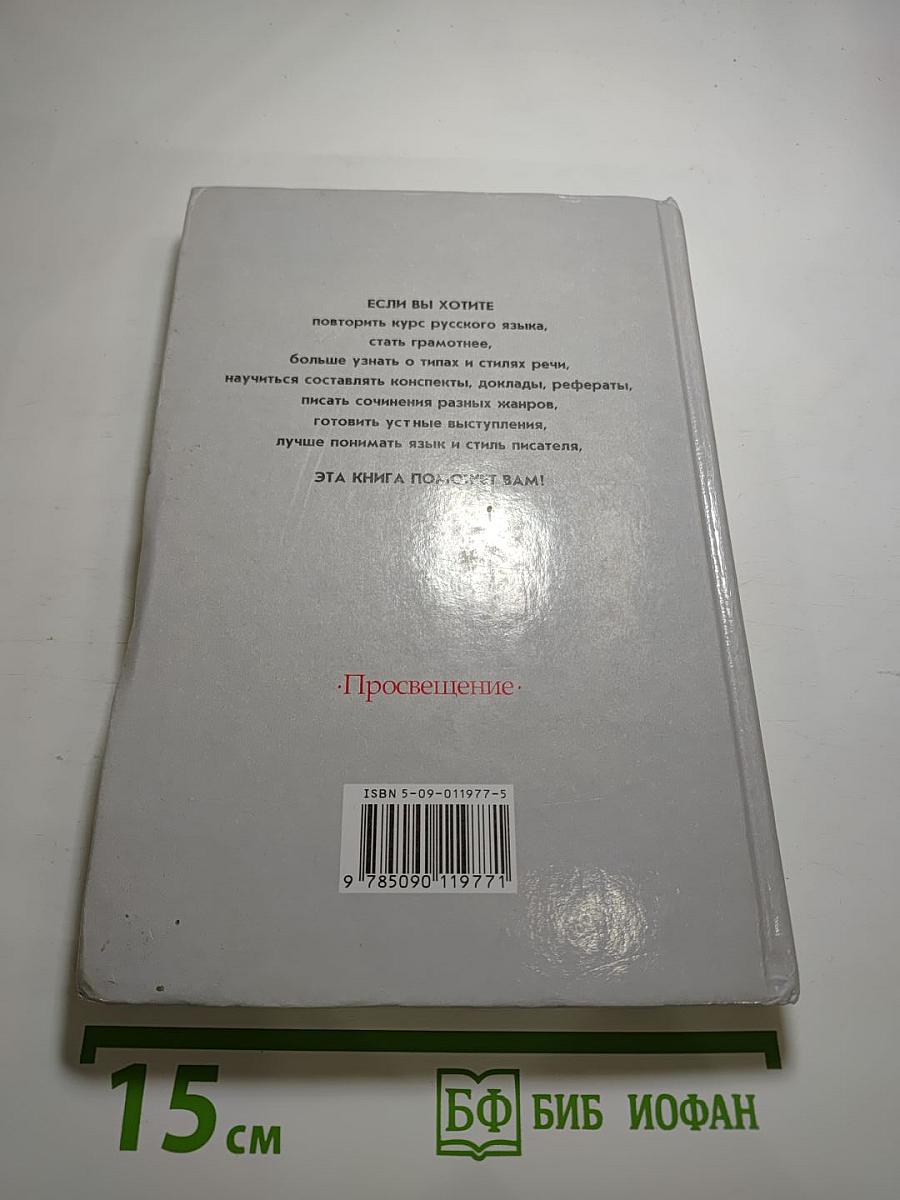 ЕСЛИ ВЫ ХОТИТЕ
повторить курс русского языка,
стать грамотнее,
больше узнать о типах и стилях речи,
научиться составлять конспекты, доклады, рефераты,
писать сочинения разных жанров,
готовить устные выступления,
лучше понимать язык и стиль писателя,
ЭТА КНИГА ПОМОЖЕТ ВАМ!
·Просвещение·
ISBN 5-09-011977-5
9 785090 119771
15 см
БФ БИБ ИОФАН